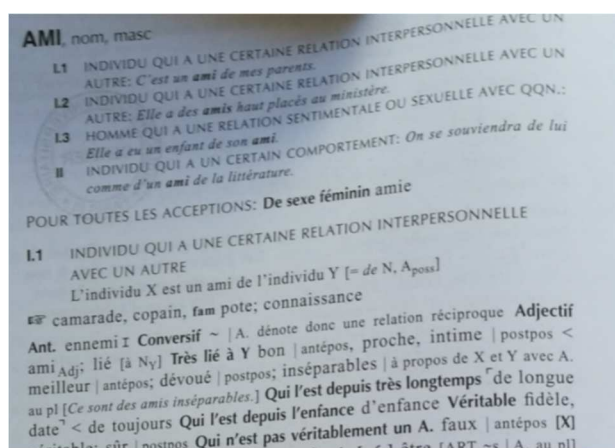 AMI, nom, masc
I.1 INDIVIDU QUI A UNE CERTAINE RELATION INTERPERSONNELLE AVEC UN
AUTRE: C'est un ami de mes parents.
I.2 INDIVIDU QUI A UNE CERTAINE RELATION INTERPERSONNELLE AVEC UN
AUTRE: Elle a des amis haut placés au ministère.
I.3 HOMME QUI A UNE RELATION SENTIMENTALE OU SEXUELLE AVEC QQN.:
Elle a eu un enfant de son ami.
II INDIVIDU QUI A UN CERTAIN COMPORTEMENT: On se souviendra de lui
comme d'un ami de la littérature.
POUR TOUTES LES ACCEPTIONS: De sexe féminin amie
I.1 INDIVIDU QUI A UNE CERTAINE RELATION INTERPERSONNELLE
AVEC UN AUTRE
L'individu X est un ami de l'individu Y [= de N, Aposs]
☞ camarade, copain, fam pote; connaissance
Ant. ennemi I Conversif ~ | A. dénote donc une relation réciproque Adjectif
ami Adj; lié [à NY] Très lié à Y bon | antépos, proche, intime | postpos <
meilleur | antépos; dévoué | postpos; inséparables | à propos de X et Y avec A.
au pl [Ce sont des amis inséparables.] Qui l'est depuis très longtemps ⌜de longue
date⌝ < de toujours Qui l'est depuis l'enfance d'enfance Véritable fidèle,
sûr | postpos Qui n'est pas véritablement un A. faux | antépos [X]
être [ART ~s | A. au pl]